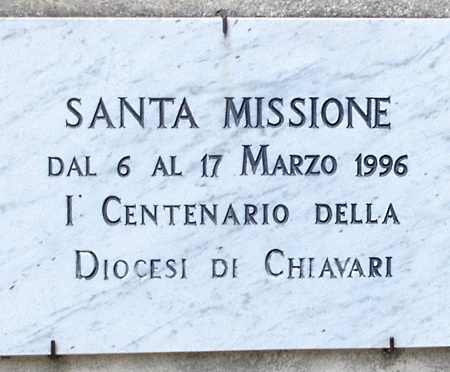 SANTA MISSIONE
DAL 6 AL 17 MARZO 1996
I° CENTENARIO DELLA
DIOCESI DI CHIAVARI